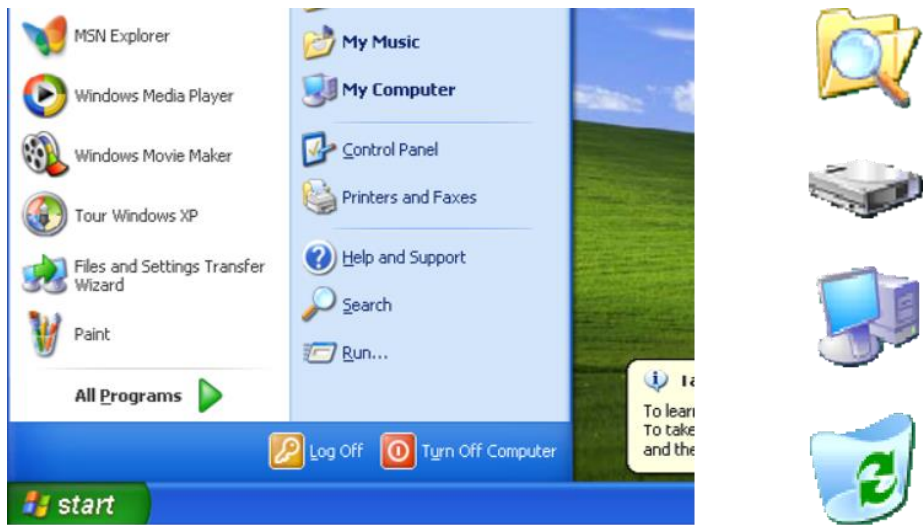 MSN Explorer
Windows Media Player
Windows Movie Maker
Tour Windows XP
Files and Settings Transfer
Wizard
Paint
All Programs
My Music
My Computer
Control Panel
Printers and Faxes
Help and Support
Search
Run...
To learn
To take
and the
Log Off
Turn Off Computer
start